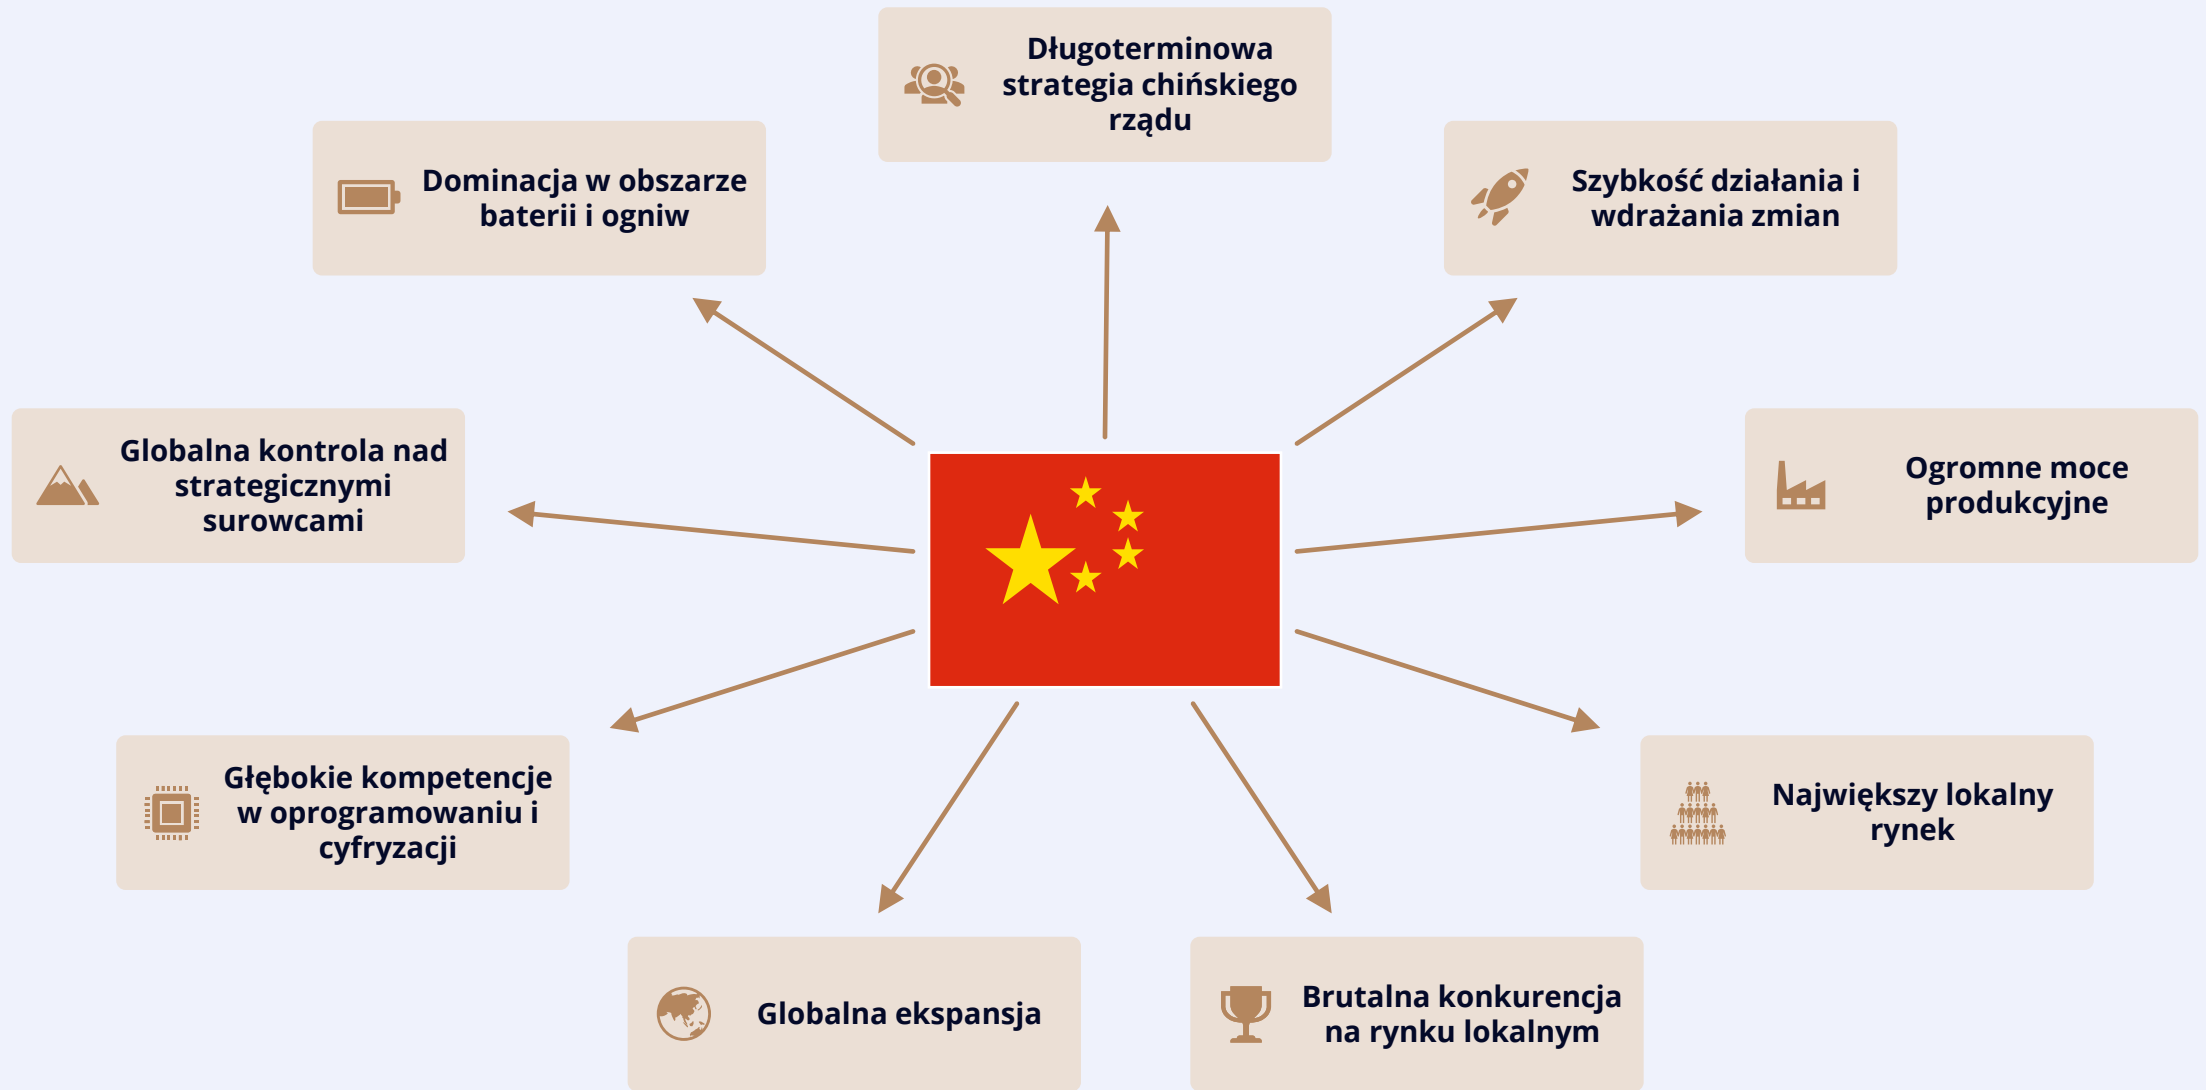 Długoterminowa
strategia chińskiego
rządu
Dominacja w obszarze
baterii i ogniw
Szybkość działania i
wdrażania zmian
Globalna kontrola nad
strategicznymi
surowcami
Ogromne moce
produkcyjne
Głębokie kompetencje
w oprogramowaniu i
cyfryzacji
Największy lokalny
rynek
Globalna ekspansja
Brutalna konkurencja
na rynku lokalnym